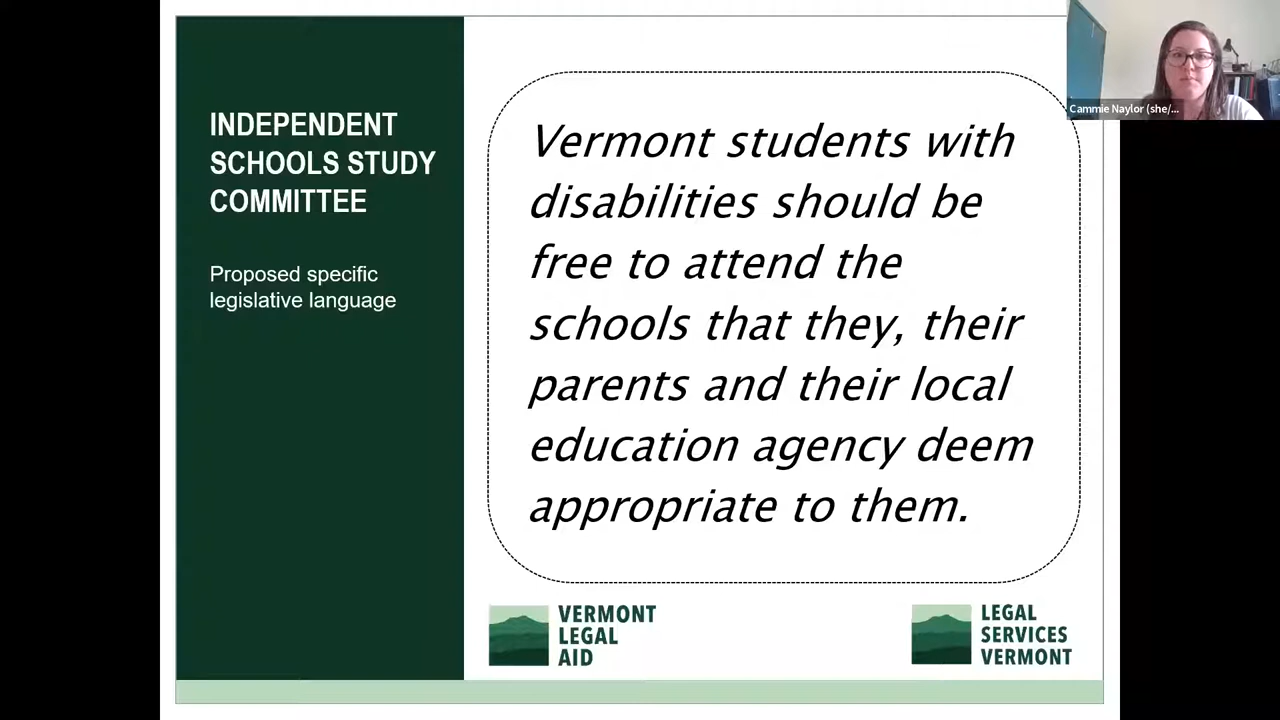 INDEPENDENT
SCHOOLS STUDY
COMMITTEE
Proposed specific
legislative language
Vermont students with
disabilities should be
free to attend the
schools that they, their
parents and their local
education agency deem
appropriate to them.
VERMONT
LEGAL
AID
LEGAL
SERVICES
VERMONT
Cammie Naylor (she/...